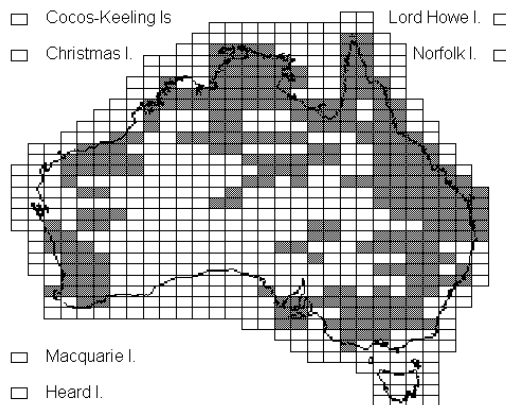 Cocos-Keeling Is
Lord Howe I.
Christmas I.
Norfolk I.
Macquarie I.
Heard I.